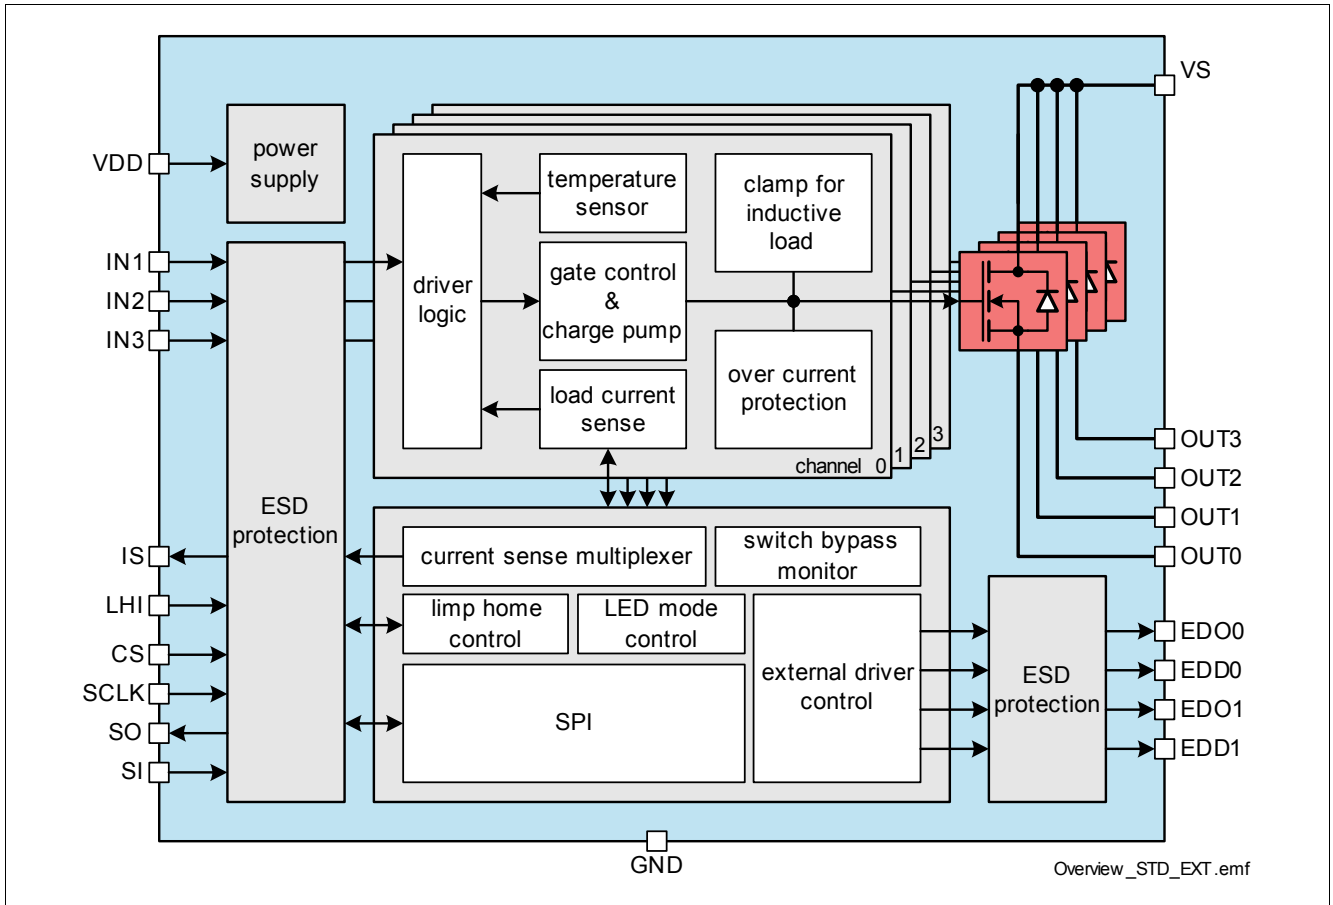 VS
VDD
power
supply
temperature
sensor
clamp for
inductive
load
IN1
IN2
IN3
driver
logic
gate control
&
charge pump
load current
sense
over current
protection
channel 0
1
2
3
OUT3
OUT2
OUT1
OUT0
ESD
protection
IS
LHI
CS
SCLK
SO
SI
current sense multiplexer
switch bypass
monitor
limp home
control
LED mode
control
SPI
external driver
control
ESD
protection
EDO0
EDD0
EDO1
EDD1
GND
Overview_STD_EXT.emf